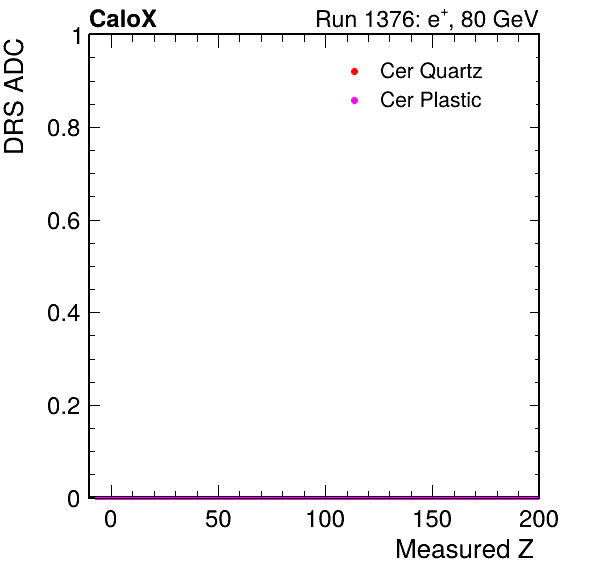 CaloX Run 1376: e⁺, 80 GeV
DRS ADC
1
0.8
0.6
0.4
0.2
0
Cer Quartz
Cer Plastic
0 50 100 150 200
Measured Z